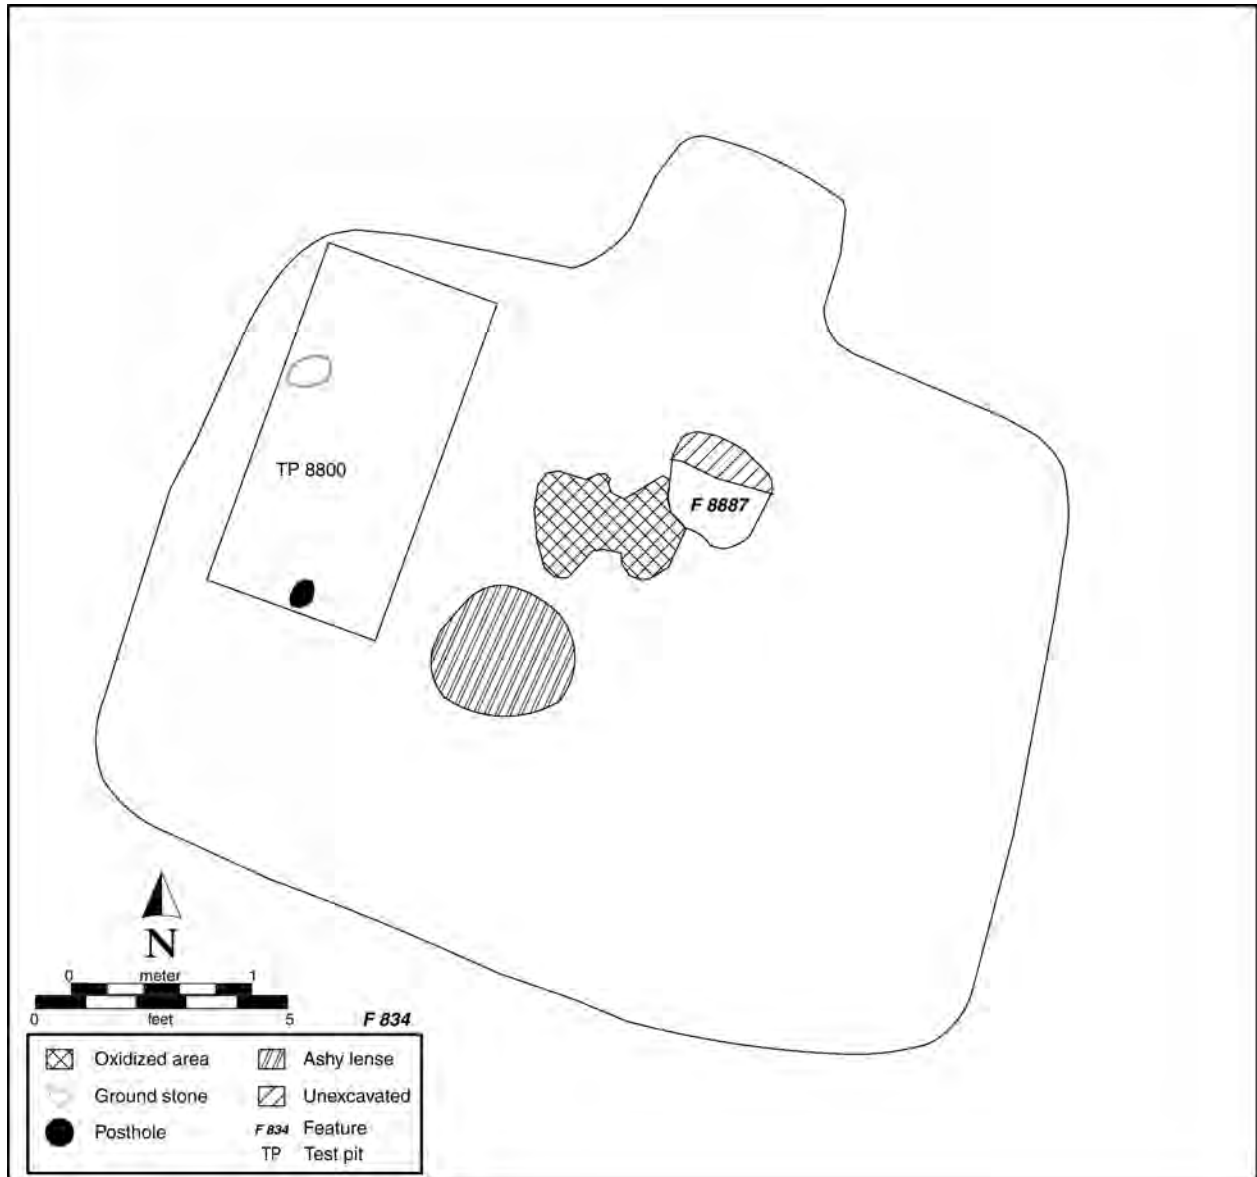 TP 8800
F 8887
N
0 meter 1
0 feet 5
F 834
Oxidized area
Ashy lense
Ground stone
Unexcavated
Posthole
F 834 Feature
TP Test pit